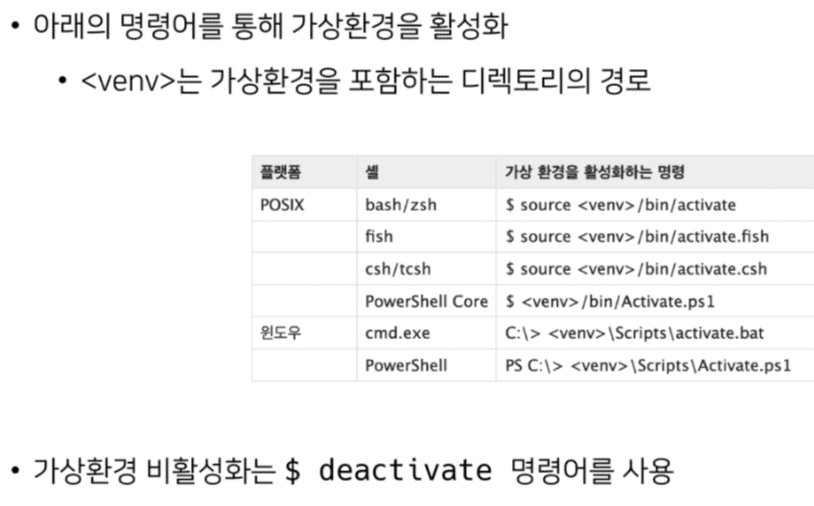 • 아래의 명령어를 통해 가상환경을 활성화
• <venv>는 가상환경을 포함하는 디렉토리의 경로
플랫폼 셸 가상 환경을 활성화하는 명령
POSIX bash/zsh $ source <venv>/bin/activate
fish $ source <venv>/bin/activate.fish
csh/tcsh $ source <venv>/bin/activate.csh
PowerShell Core $ <venv>/bin/Activate.ps1
윈도우 cmd.exe C:\> <venv>\Scripts\activate.bat
PowerShell PS C:\> <venv>\Scripts\Activate.ps1
• 가상환경 비활성화는 $ deactivate 명령어를 사용